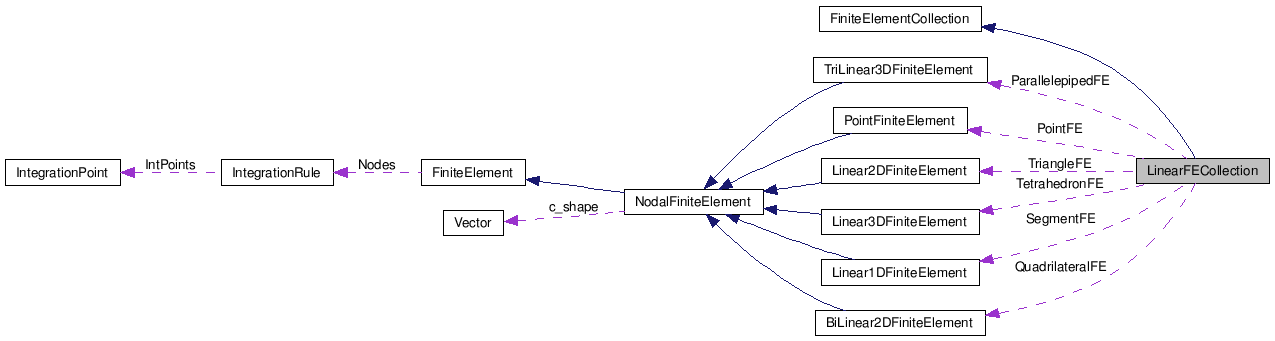 FiniteElementCollection
TriLinear3DFiniteElement
ParallelepipedFE
PointFiniteElement
PointFE
IntegrationPoint
IntPoints
IntegrationRule
Nodes
FiniteElement
Linear2DFiniteElement
TriangleFE
LinearFECollection
TetrahedronFE
NodalFiniteElement
c_shape
Vector
Linear3DFiniteElement
SegmentFE
Linear1DFiniteElement
QuadrilateralFE
BiLinear2DFiniteElement